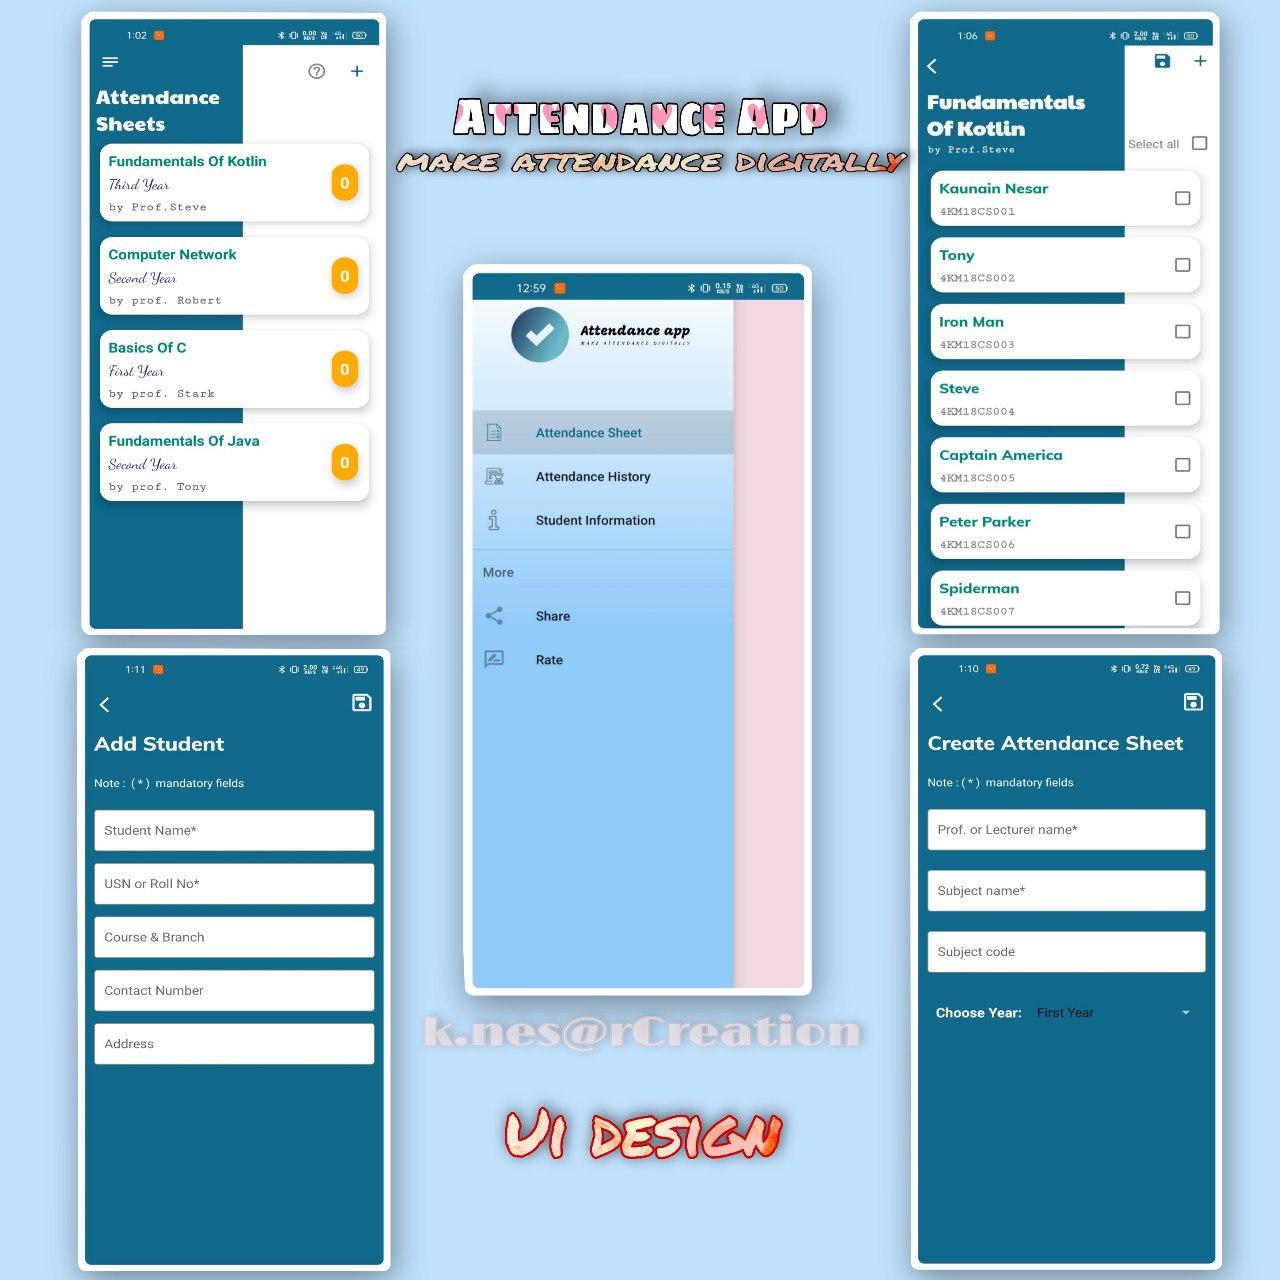 1:02
Attendance
Sheets
Fundamentals Of Kotlin
Third Year
by Prof.Steve
0
Computer Network
Second Year
by prof. Robert
0
Basics Of C
First Year
by prof. Stark
0
Fundamentals Of Java
Second Year
by prof. Tony
0
Attendance App
Make attendance digitally
12:59
Attendance app
MAKE ATTENDANCE DIGITALLY
Attendance Sheet
Attendance History
Student Information
More
Share
Rate
1:06
Fundamentals
Of Kotlin
by Prof.Steve
Select all
Kaunain Nesar
4KM18CS001
Tony
4KM18CS002
Iron Man
4KM18CS003
Steve
4KM18CS004
Captain America
4KM18CS005
Peter Parker
4KM18CS006
Spiderman
4KM18CS007
1:11
Add Student
Note : ( * ) mandatory fields
Student Name*
USN or Roll No*
Course & Branch
Contact Number
Address
k.nes@rCreation
UI design
1:10
Create Attendance Sheet
Note : ( * ) mandatory fields
Prof. or Lecturer name*
Subject name*
Subject code
Choose Year: First Year